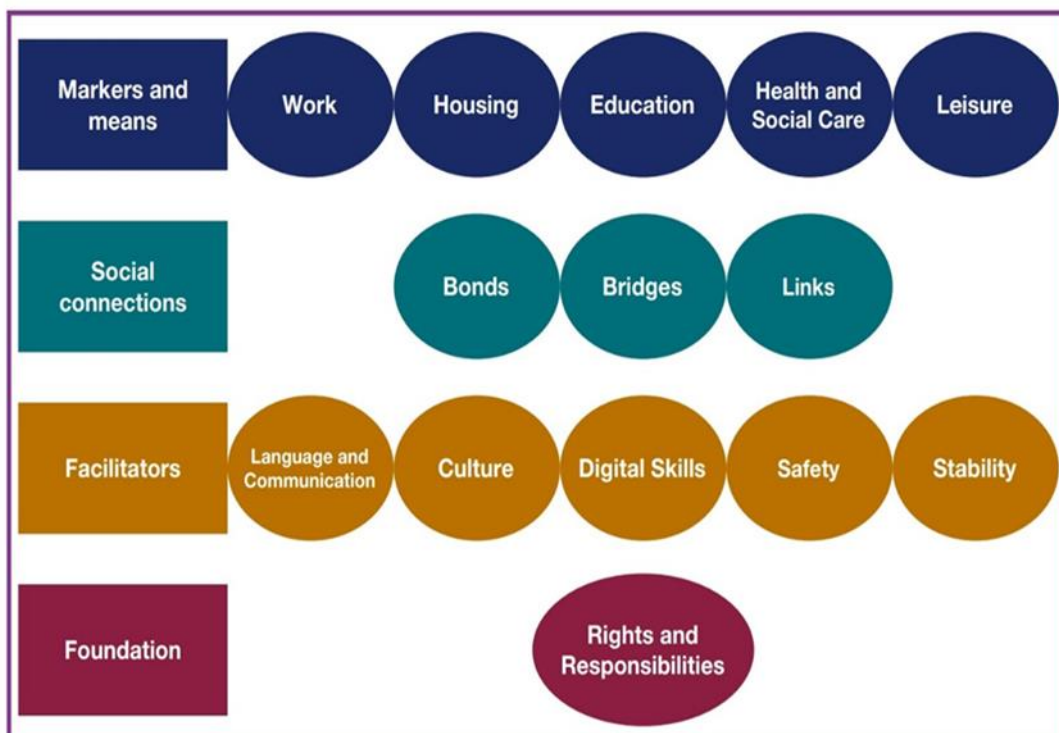 Markers and
means
Work
Housing
Education
Health and
Social Care
Leisure
Social
connections
Bonds
Bridges
Links
Facilitators
Language and
Communication
Culture
Digital Skills
Safety
Stability
Foundation
Rights and
Responsibilities